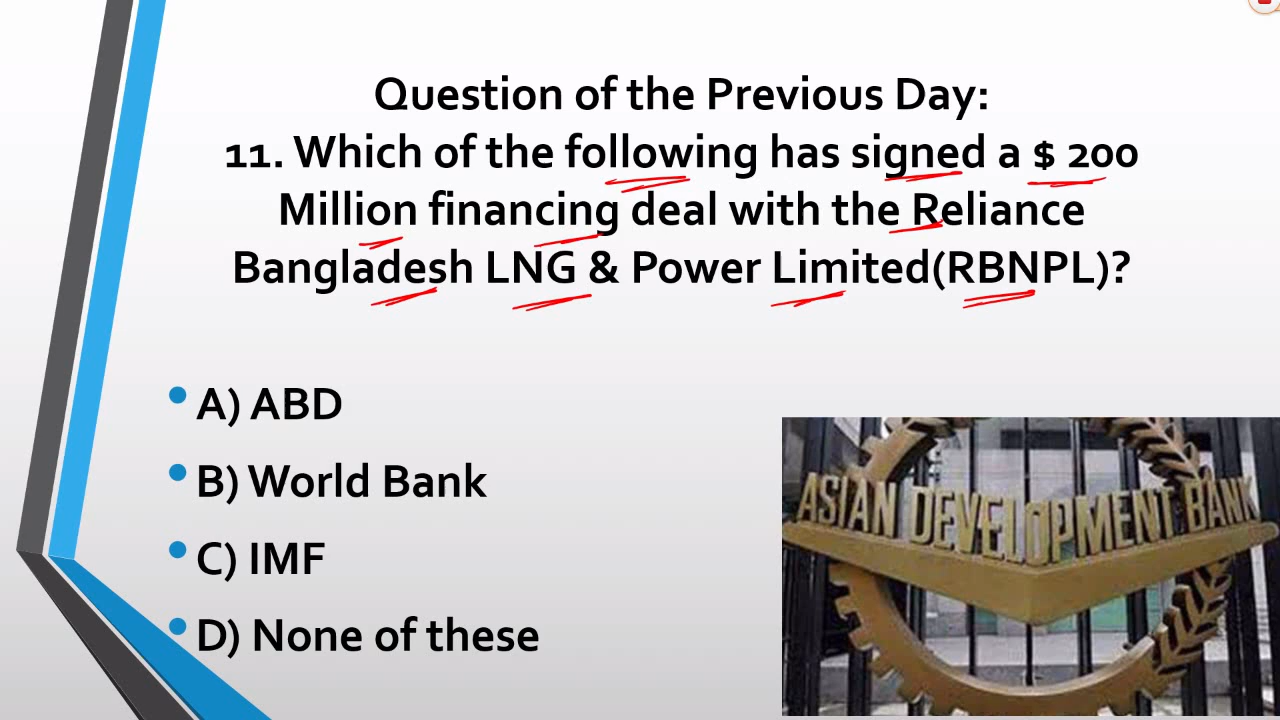 Question of the Previous Day:
11. Which of the following has signed a $ 200
Million financing deal with the Reliance
Bangladesh LNG & Power Limited(RBNPL)?
A) ABD
B) World Bank
C) IMF
D) None of these
ASIAN DEVELOPMENT BANK